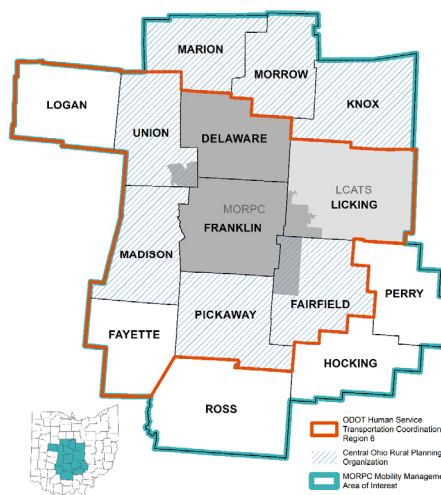 MARION
MORROW
LOGAN
KNOX
UNION
DELAWARE
LCATS
LICKING
MORPC
FRANKLIN
MADISON
PERRY
FAIRFIELD
PICKAWAY
FAYETTE
HOCKING
ROSS
ODOT Human Service
Transportation Coordination
Region 6
Central Ohio Rural Planning
Organization
MORPC Mobility Management
Area of Interest